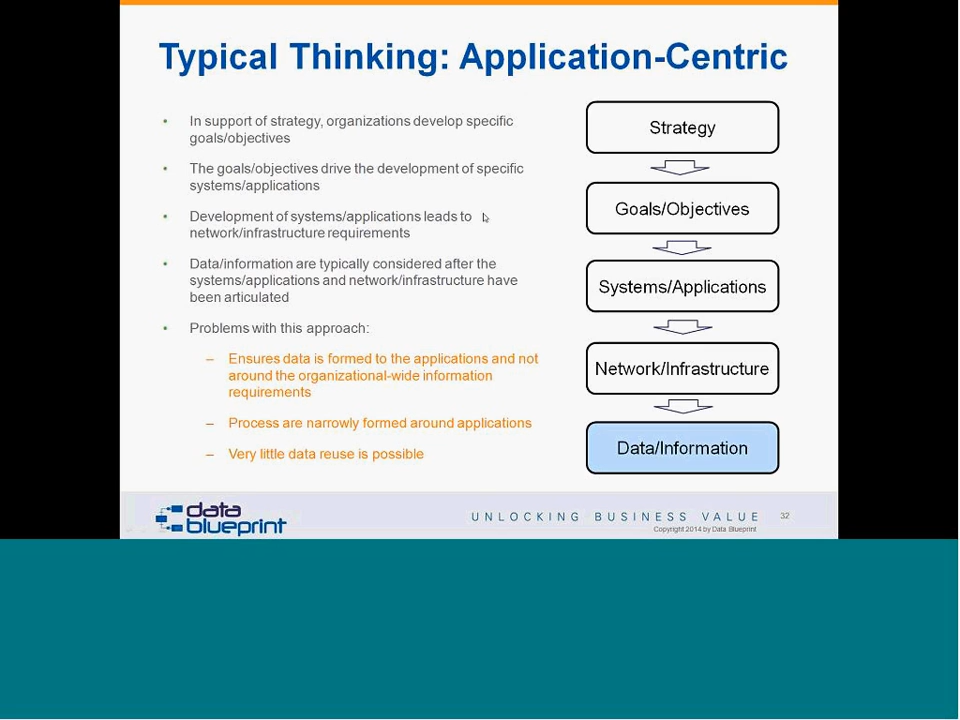 Typical Thinking: Application-Centric
• In support of strategy, organizations develop specific
goals/objectives
• The goals/objectives drive the development of specific
systems/applications
• Development of systems/applications leads to
network/infrastructure requirements
• Data/information are typically considered after the
systems/applications and network/infrastructure have
been articulated
• Problems with this approach:
– Ensures data is formed to the applications and not
around the organizational-wide information
requirements
– Process are narrowly formed around applications
– Very little data reuse is possible
Strategy
Goals/Objectives
Systems/Applications
Network/Infrastructure
Data/Information
data
blueprint
UNLOCKING BUSINESS VALUE 32
Copyright 2014 by Data Blueprint